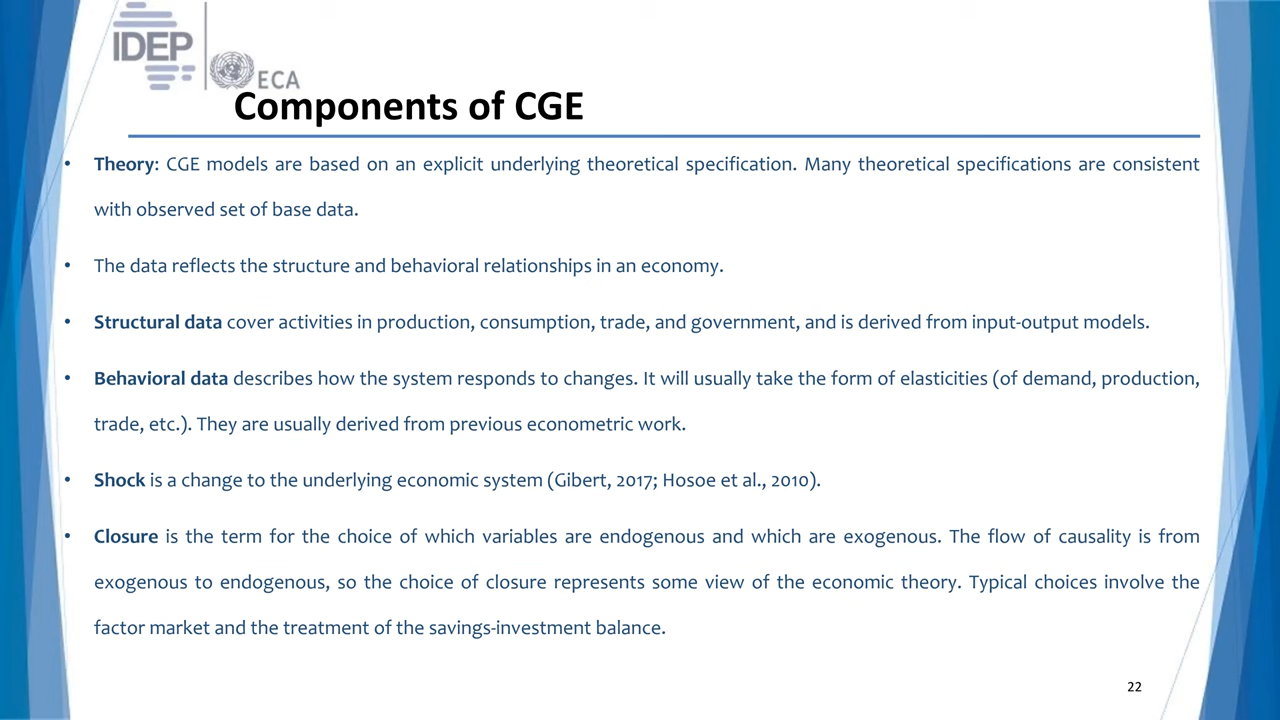 IDEP
ECA
Components of CGE
• Theory: CGE models are based on an explicit underlying theoretical specification. Many theoretical specifications are consistent
with observed set of base data.
• The data reflects the structure and behavioral relationships in an economy.
• Structural data cover activities in production, consumption, trade, and government, and is derived from input-output models.
• Behavioral data describes how the system responds to changes. It will usually take the form of elasticities (of demand, production,
trade, etc.). They are usually derived from previous econometric work.
• Shock is a change to the underlying economic system (Gibert, 2017; Hosoe et al., 2010).
• Closure is the term for the choice of which variables are endogenous and which are exogenous. The flow of causality is from
exogenous to endogenous, so the choice of closure represents some view of the economic theory. Typical choices involve the
factor market and the treatment of the savings-investment balance.
22